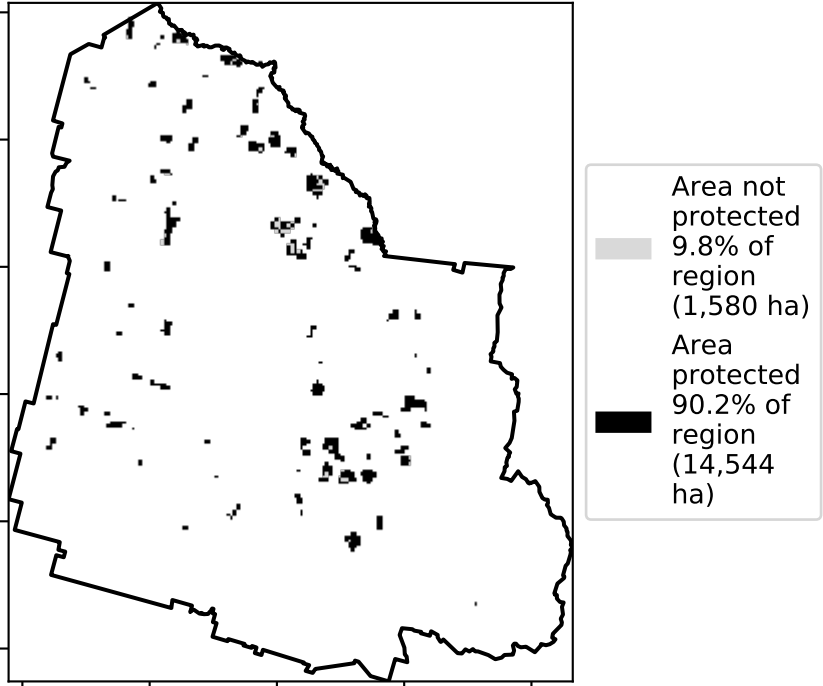 Area not
protected
9.8% of
region
(1,580 ha)
Area
protected
90.2% of
region
(14,544
ha)